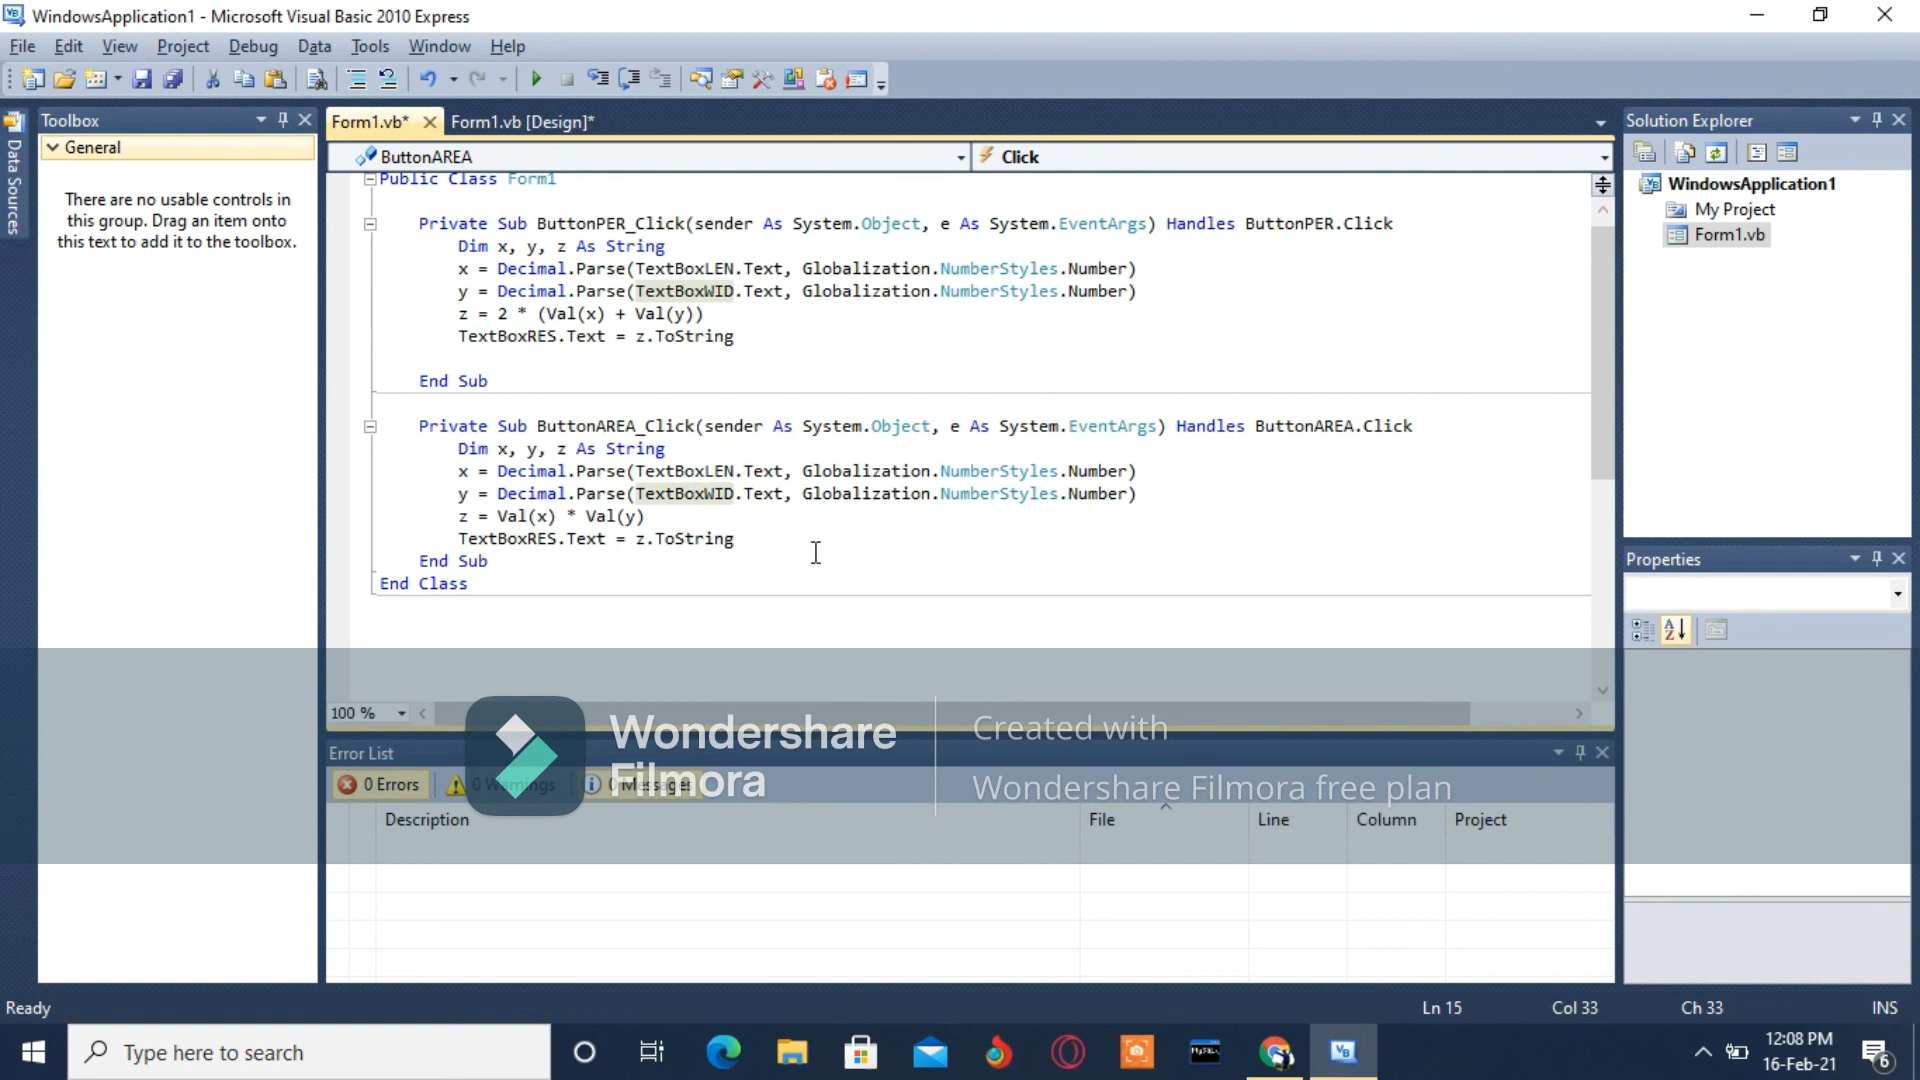 WindowsApplication1 - Microsoft Visual Basic 2010 Express
File Edit View Project Debug Data Tools Window Help
Data Sources
Toolbox
General
There are no usable controls in
this group. Drag an item onto
this text to add it to the toolbox.
Form1.vb* Form1.vb [Design]*
ButtonAREA Click
Public Class Form1
Private Sub ButtonPER_Click(sender As System.Object, e As System.EventArgs) Handles ButtonPER.Click
Dim x, y, z As String
x = Decimal.Parse(TextBoxLEN.Text, Globalization.NumberStyles.Number)
y = Decimal.Parse(TextBoxWID.Text, Globalization.NumberStyles.Number)
z = 2 * (Val(x) + Val(y))
TextBoxRES.Text = z.ToString
End Sub
Private Sub ButtonAREA_Click(sender As System.Object, e As System.EventArgs) Handles ButtonAREA.Click
Dim x, y, z As String
x = Decimal.Parse(TextBoxLEN.Text, Globalization.NumberStyles.Number)
y = Decimal.Parse(TextBoxWID.Text, Globalization.NumberStyles.Number)
z = Val(x) * Val(y)
TextBoxRES.Text = z.ToString
End Sub
End Class
100 %
Solution Explorer
WindowsApplication1
My Project
Form1.vb
Properties
Wondershare
Filmora
Created with
Wondershare Filmora free plan
Error List
0 Errors 0 Warnings 0 Messages
Description File Line Column Project
Ready Ln 15 Col 33 Ch 33 INS
Type here to search
MySQL
VB
12:08 PM
16-Feb-21
6